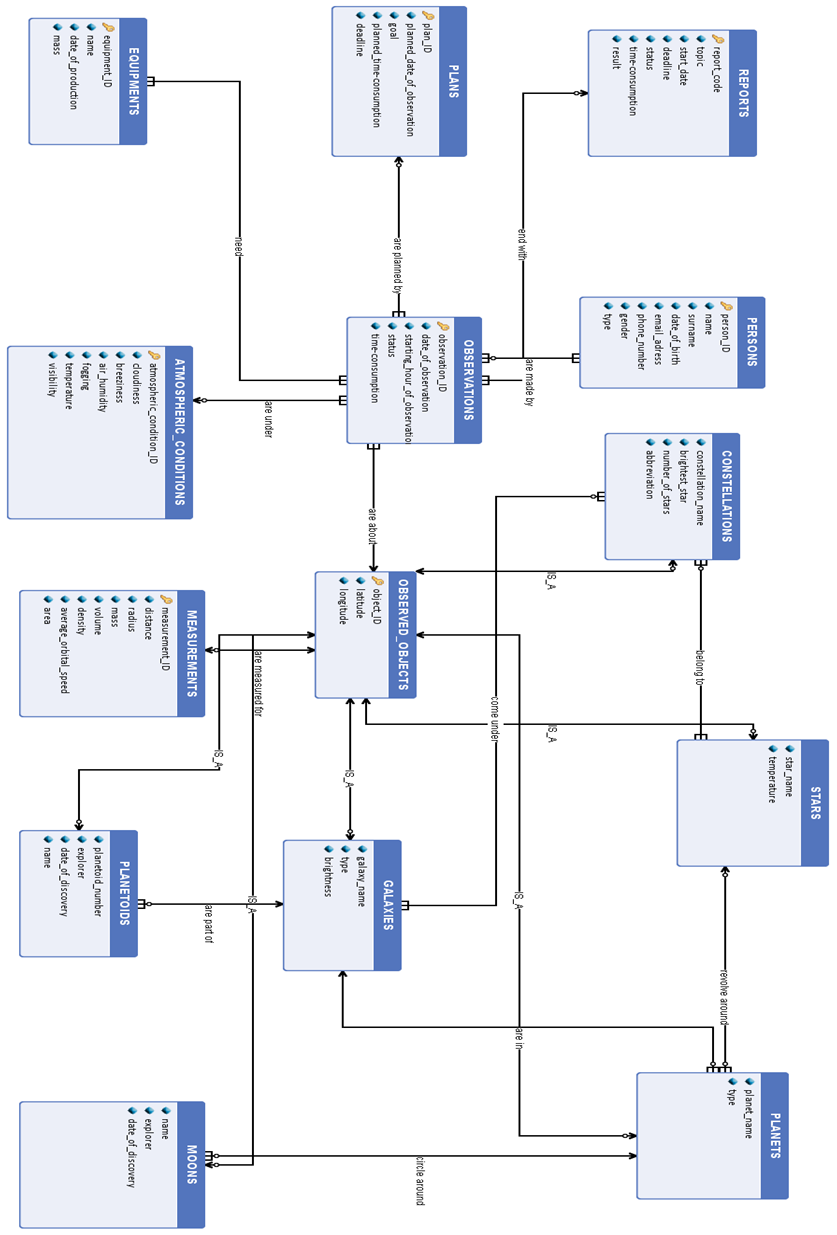 EQUIPMENTS
equipment_ID
name
date_of_production
mass
PLANS
plan_ID
planned_date_of_observation
goal
planned_time-consumption
deadline
REPORTS
report_code
topic
start_date
deadline
status
time-consumption
result
need
are planned by
end with
are made by
PERSONS
person_ID
name
surname
date_of_birth
email_adress
phone_number
gender
type
OBSERVATIONS
observation_ID
date_of_observation
starting_hour_of_observatio
status
time-consumption
ATMOSPHERIC_CONDITIONS
atmospheric_condition_ID
cloudiness
breeziness
air_humidity
fogging
temperature
visibility
are under
are about
CONSTELLATIONS
constellation_name
brightest_star
number_of_stars
abbreviation
IS_A
belong to
OBSERVED_OBJECTS
object_ID
latitude
longitude
MEASUREMENTS
measurement_ID
distance
radius
mass
volume
density
average_orbital_speed
area
are measured for
come under
IS_A
IS_A
IS_A
IS_A
IS_A
STARS
star_name
temperature
PLANETOIDS
planetoid_number
explorer
date_of_discovery
name
are part of
GALAXIES
galaxy_name
type
brightness
revolve around
are in
PLANETS
planet_name
type
circle around
MOONS
name
explorer
date_of_discovery